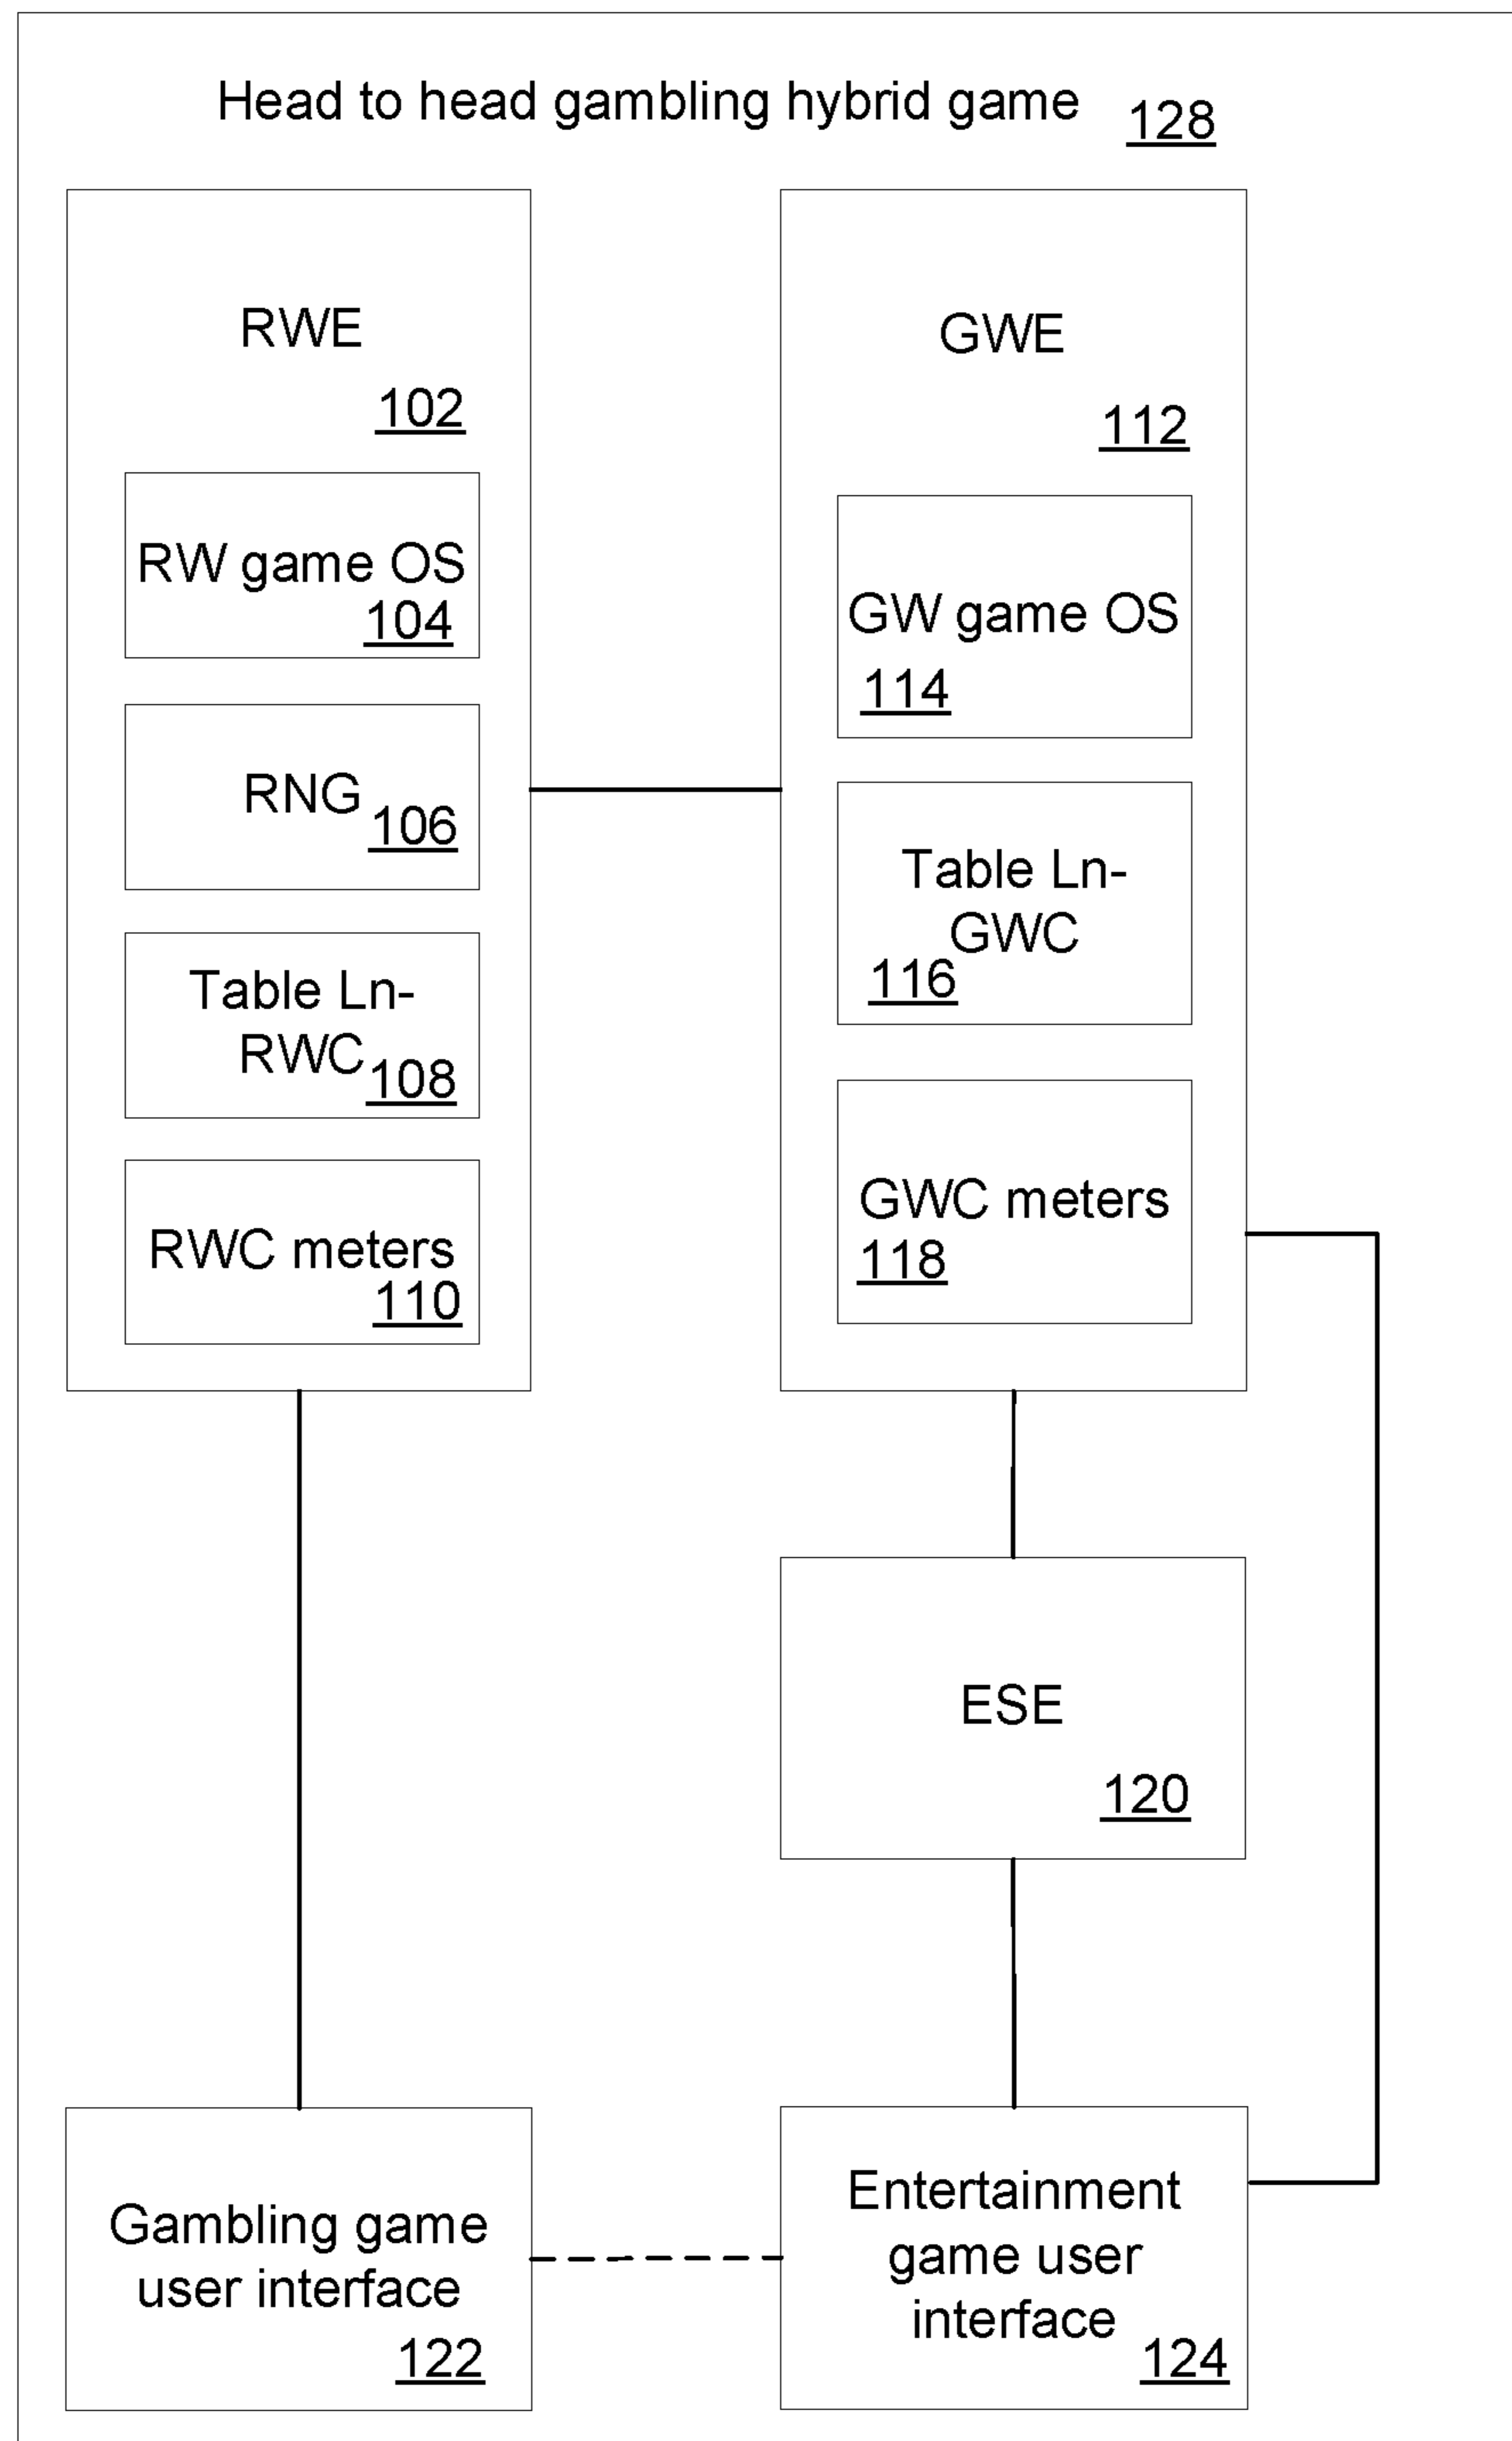 Head to head gambling hybrid game 128
RWE
102
RW game OS
104
RNG
106
Table Ln-
RWC
108
RWC meters
110
GWE
112
GW game OS
114
Table Ln-
GWC
116
GWC meters
118
ESE
120
Gambling game
user interface
122
Entertainment
game user
interface
124